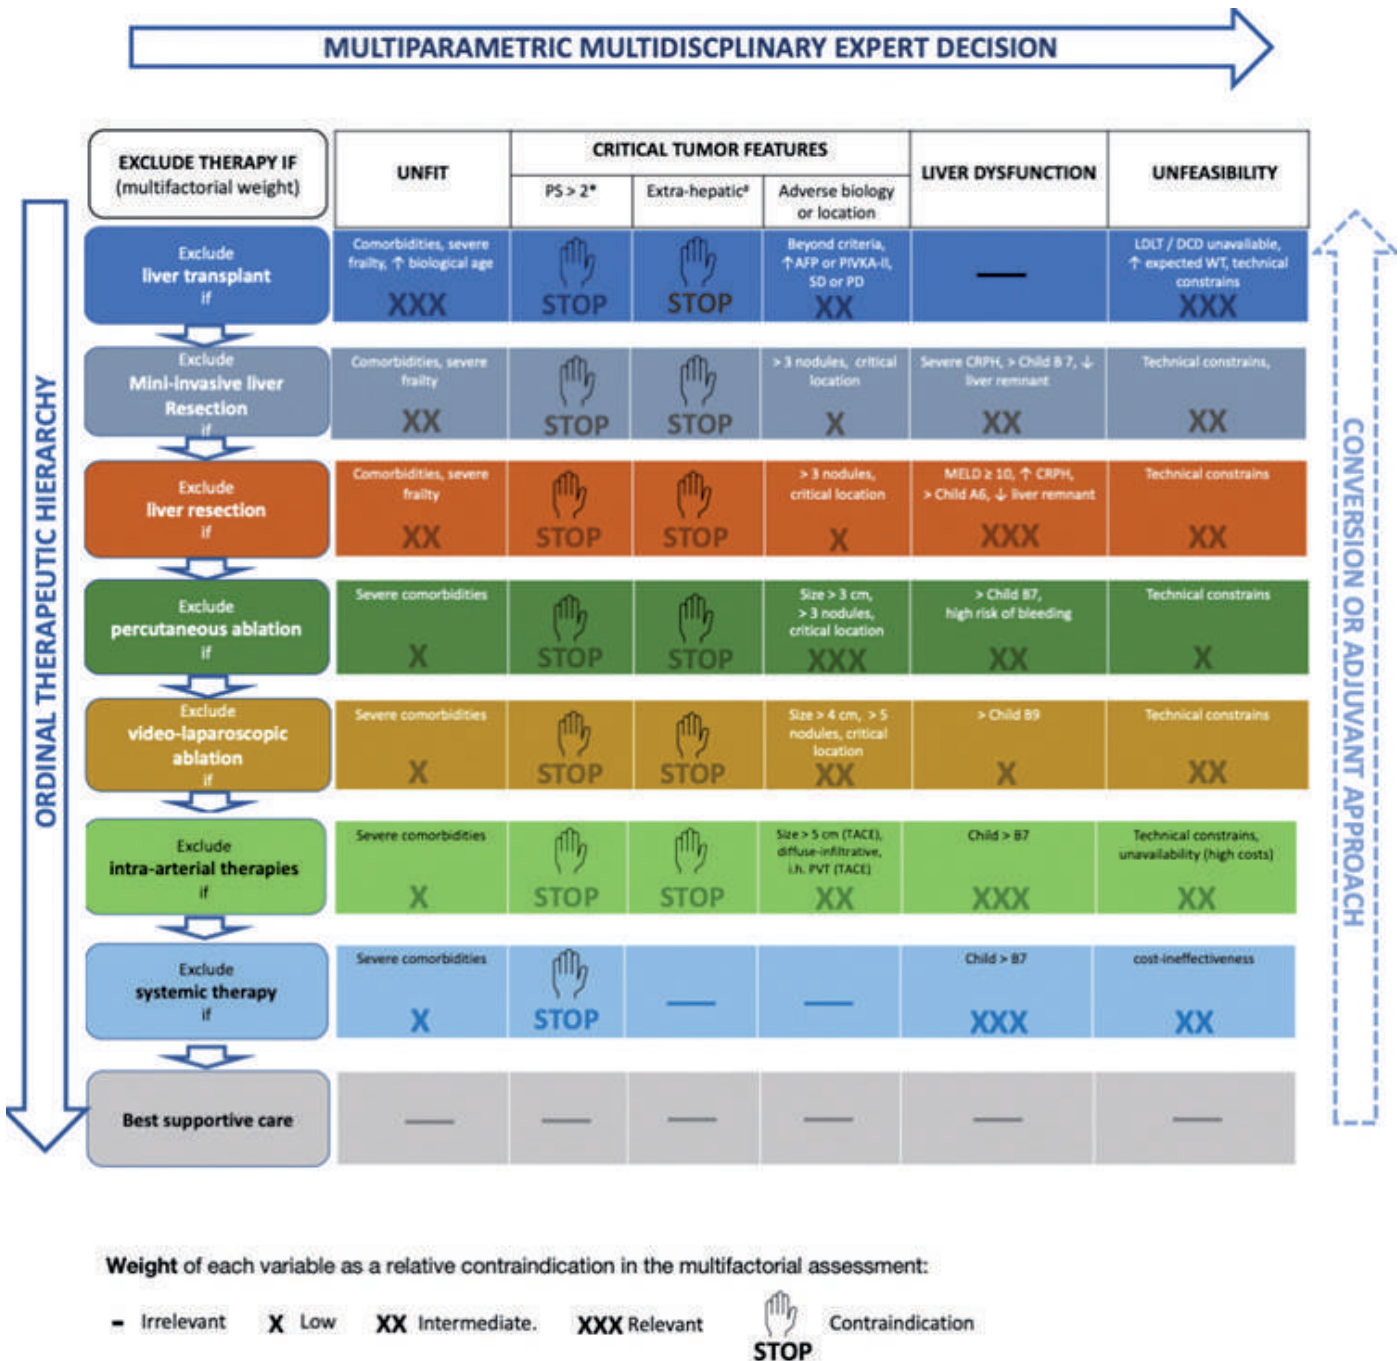 MULTIPARAMETRIC MULTIDISCPLINARY EXPERT DECISION
EXCLUDE THERAPY IF
(multifactorial weight)
UNFIT
CRITICAL TUMOR FEATURES
PS > 2*
Extra-hepatic#
Adverse biology
or location
LIVER DYSFUNCTION
UNFEASIBILITY
ORDINAL THERAPEUTIC HIERARCHY
CONVERSION OR ADJUVANT APPROACH
Exclude
liver transplant
if
Comorbidities, severe
frailty, ↑ biological age
XXX
STOP
STOP
Beyond criteria,
↑AFP or PIVKA-II,
SD or PD
XX
—
LDLT / DCD unavailable,
↑ expected WT, technical
constrains
XXX
Exclude
Mini-invasive liver
Resection
if
Comorbidities, severe
frailty
XX
STOP
STOP
> 3 nodules, critical
location
X
Severe CRPH, > Child B 7, ↓
liver remnant
XX
Technical constrains,
XX
Exclude
liver resection
if
Comorbidities, severe
frailty
XX
STOP
STOP
> 3 nodules,
critical location
X
MELD ≥ 10, ↑ CRPH,
> Child A6, ↓ liver remnant
XXX
Technical constrains
XX
Exclude
percutaneous ablation
if
Severe comorbidities
X
STOP
STOP
Size > 3 cm,
> 3 nodules,
critical location
XXX
> Child B7,
high risk of bleeding
XX
Technical constrains
X
Exclude
video-laparoscopic
ablation
if
Severe comorbidities
X
STOP
STOP
Size > 4 cm, > 5
nodules, critical
location
XX
> Child B9
X
Technical constrains
XX
Exclude
intra-arterial therapies
if
Severe comorbidities
X
STOP
STOP
Size > 5 cm (TACE),
diffuse-infiltrative,
i.h. PVT (TACE)
XX
Child > B7
XXX
Technical constrains,
unavailability (high costs)
XX
Exclude
systemic therapy
if
Severe comorbidities
X
STOP
—
—
Child > B7
XXX
cost-ineffectiveness
XX
Best supportive care
—
—
—
—
—
—
Weight of each variable as a relative contraindication in the multifactorial assessment:
- Irrelevant
X Low
XX Intermediate.
XXX Relevant
STOP
Contraindication